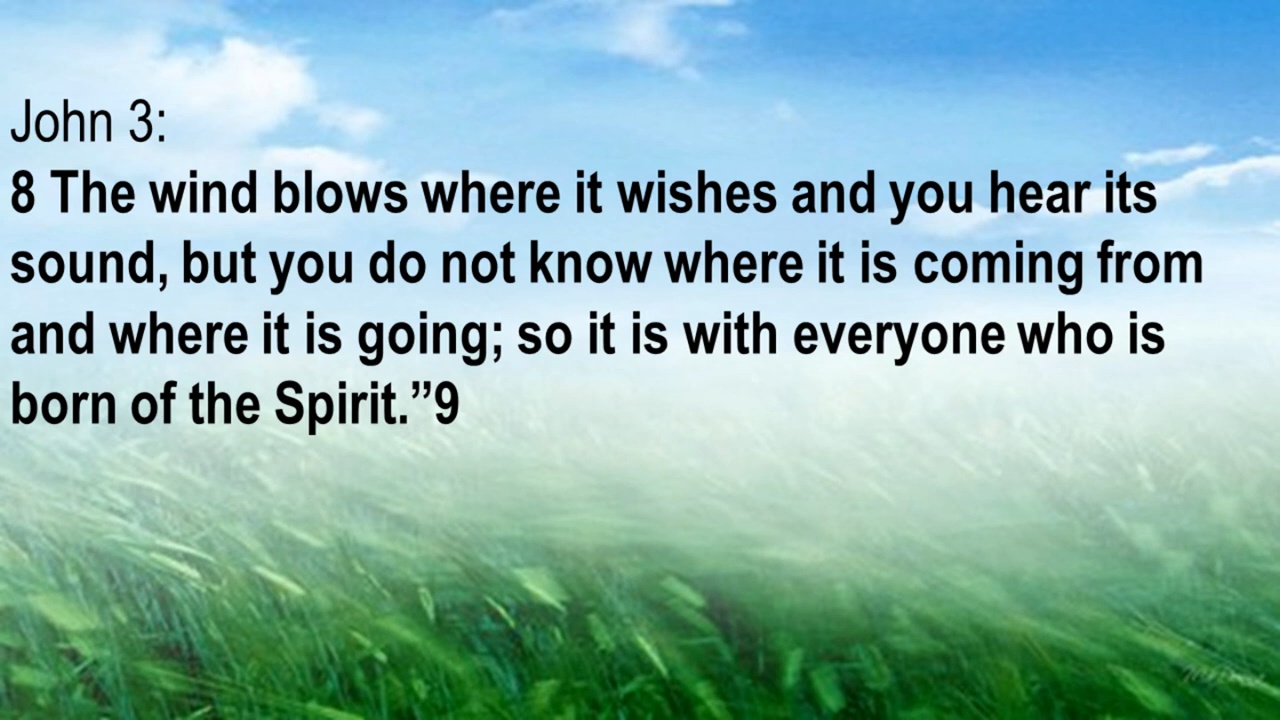 John 3:
8 The wind blows where it wishes and you hear its
sound, but you do not know where it is coming from
and where it is going; so it is with everyone who is
born of the Spirit.”9